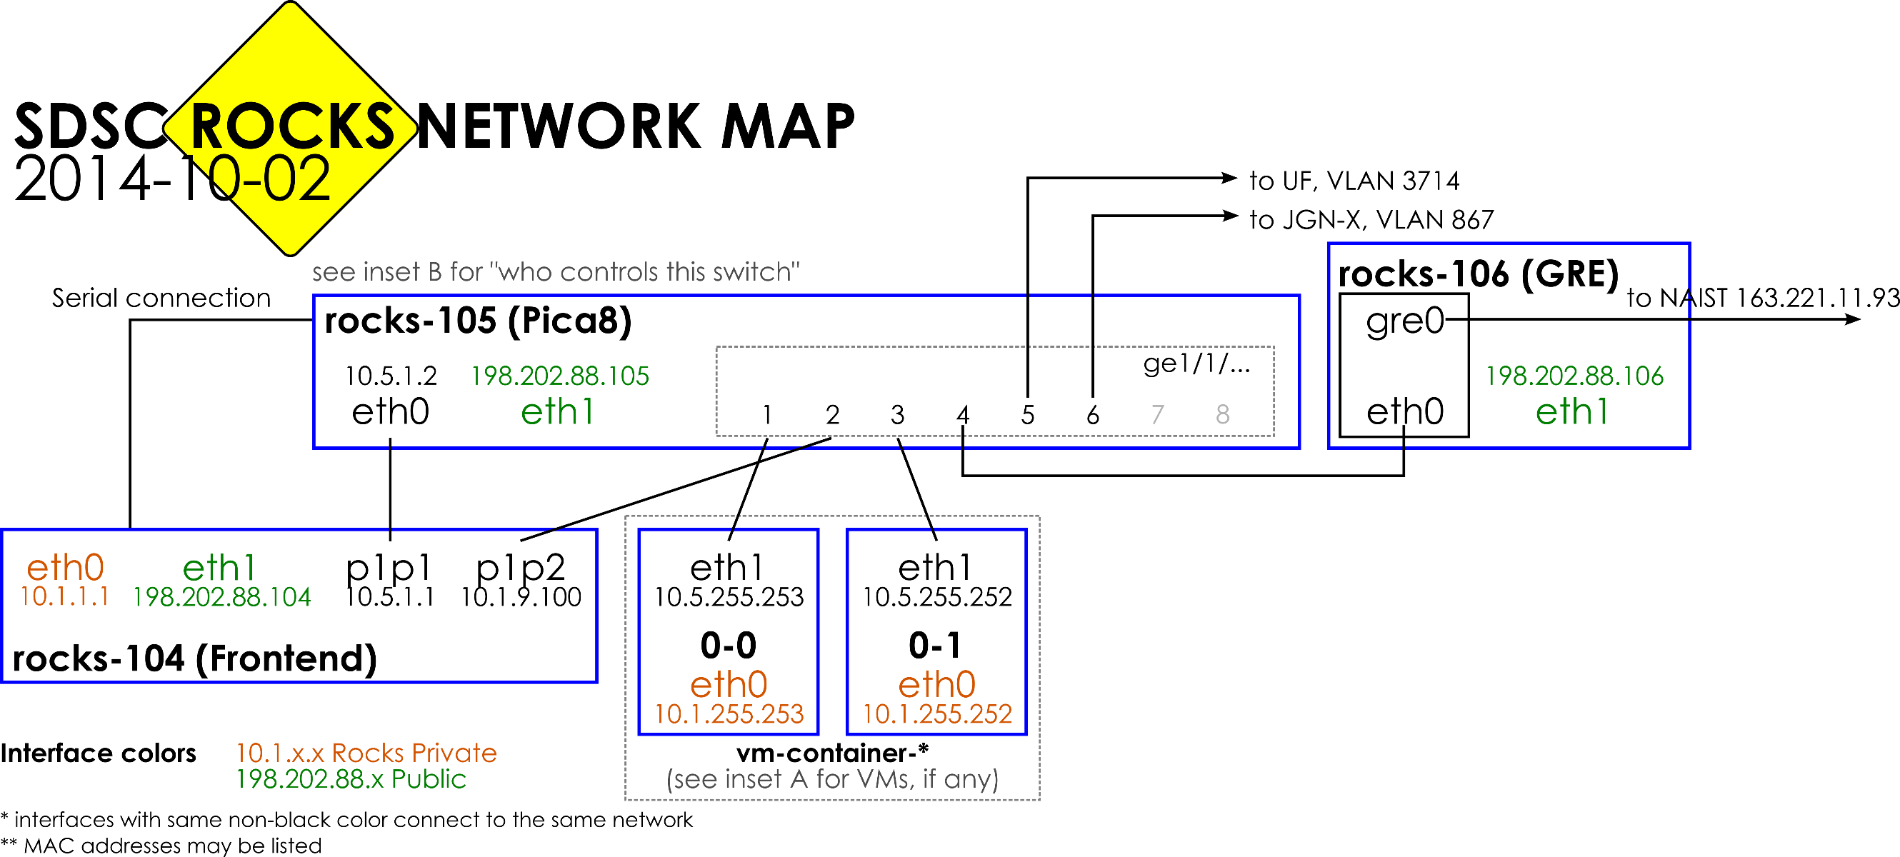 SDSC ROCKS NETWORK MAP
2014-10-02
to UF, VLAN 3714
to JGN-X, VLAN 867
see inset B for "who controls this switch"
Serial connection
rocks-105 (Pica8)
10.5.1.2 198.202.88.105
eth0 eth1
ge1/1/...
1 2 3 4 5 6 7 8
rocks-106 (GRE)
to NAIST 163.221.11.93
gre0
198.202.88.106
eth0 eth1
eth0 eth1 p1p1 p1p2
10.1.1.1 198.202.88.104 10.5.1.1 10.1.9.100
rocks-104 (Frontend)
eth1
10.5.255.253
0-0
eth0
10.1.255.253
eth1
10.5.255.252
0-1
eth0
10.1.255.252
vm-container-*
(see inset A for VMs, if any)
Interface colors 10.1.x.x Rocks Private
198.202.88.x Public
* interfaces with same non-black color connect to the same network
** MAC addresses may be listed